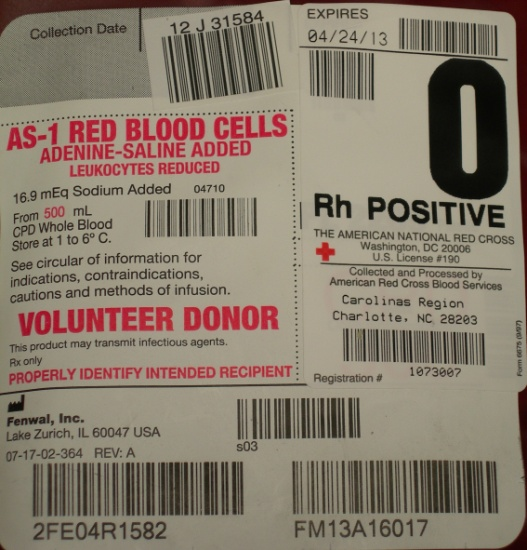 Collection Date
12 J 31584
EXPIRES
04/24/13
O
Rh POSITIVE
THE AMERICAN NATIONAL RED CROSS
Washington, DC 20006
U.S. License #190
Collected and Processed by
American Red Cross Blood Services
Carolinas Region
Charlotte, NC 28203
Registration # 1073007
Form 6678 (9/97)
AS-1 RED BLOOD CELLS
ADENINE-SALINE ADDED
LEUKOCYTES REDUCED
16.9 mEq Sodium Added 04710
From 500 mL
CPD Whole Blood
Store at 1 to 6º C.
See circular of information for
indications, contraindications,
cautions and methods of infusion.
VOLUNTEER DONOR
This product may transmit infectious agents.
Rx only
PROPERLY IDENTIFY INTENDED RECIPIENT
Fenwal, Inc.
Lake Zurich, IL 60047 USA
07-17-02-364 REV: A
s03
2FE04R1582
FM13A16017